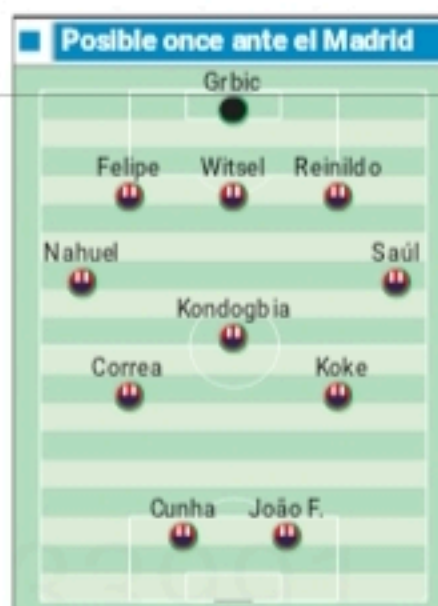 Posible once ante el Madrid
Grbic
Felipe Witsel Reinildo
Nahuel Saúl
Kondogbia
Correa Koke
Cunha João F.